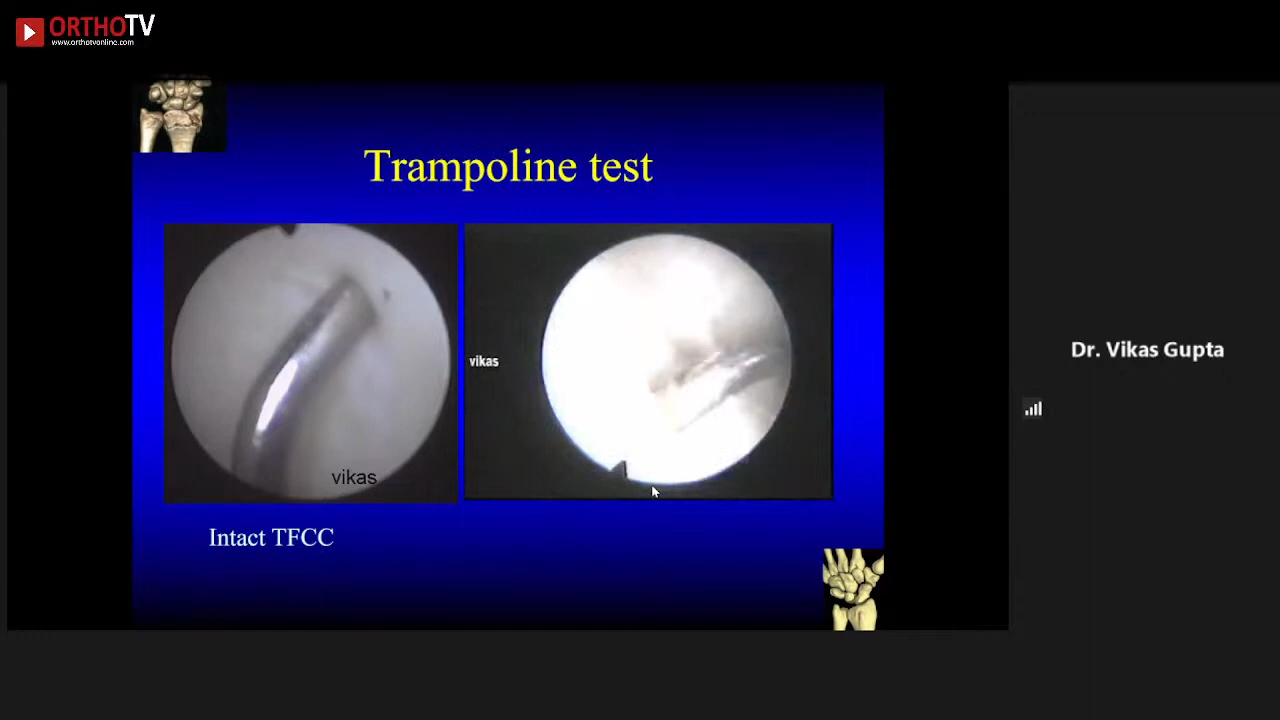 ORTHOTV
www.orthotvonline.com
Trampoline test
vikas
vikas
Intact TFCC
Dr. Vikas Gupta